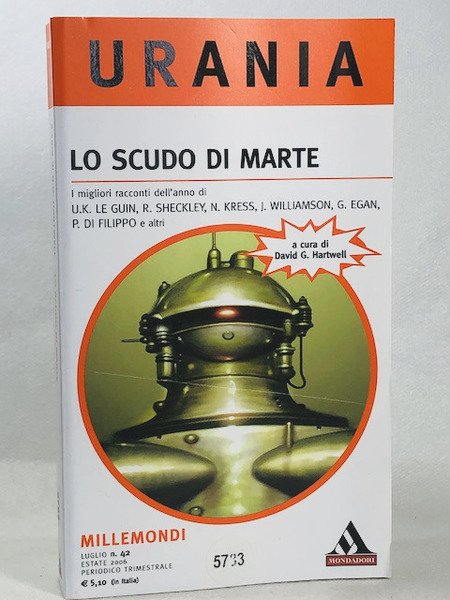 URANIA
LO SCUDO DI MARTE
I migliori racconti dell'anno di
U.K. LE GUIN, R. SHECKLEY, N. KRESS, J. WILLIAMSON, G. EGAN,
P. DI FILIPPO e altri
a cura di
David G. Hartwell
MILLEMONDI
LUGLIO n. 42
ESTATE 2006
PERIODICO TRIMESTRALE
€ 5,10 (in Italia)
5733
MONDADORI